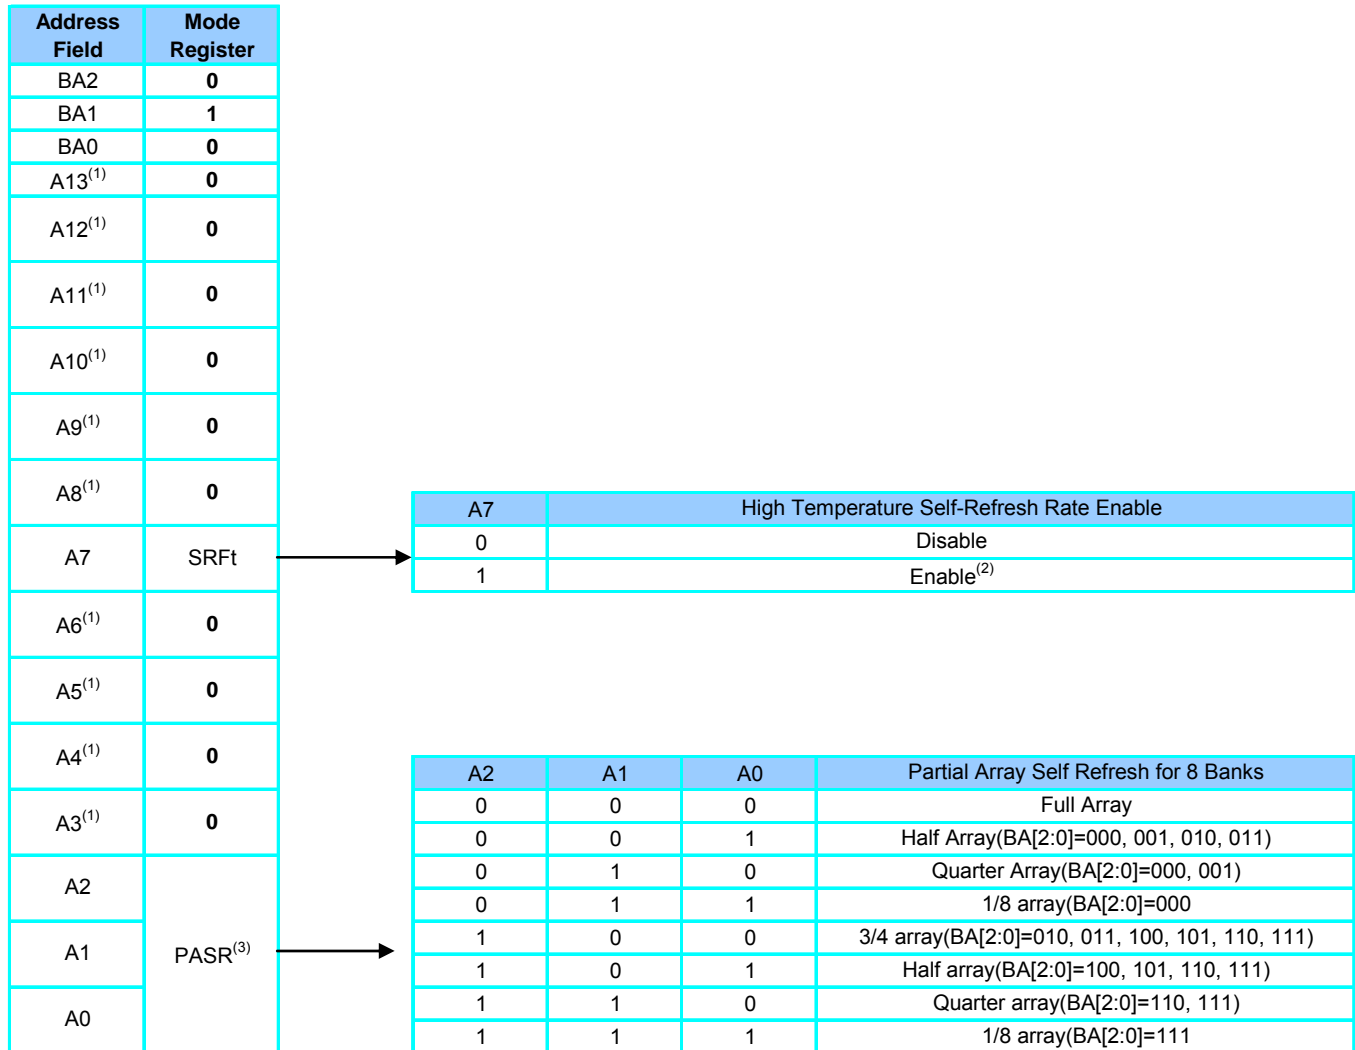 Address Field Mode Register
BA2 0
BA1 1
BA0 0
A13(1) 0
A12(1) 0
A11(1) 0
A10(1) 0
A9(1) 0
A8(1) 0
A7 SRFt
A6(1) 0
A5(1) 0
A4(1) 0
A3(1) 0
A2
A1 PASR(3)
A0
A7 High Temperature Self-Refresh Rate Enable
0 Disable
1 Enable(2)
A2 A1 A0 Partial Array Self Refresh for 8 Banks
0 0 0 Full Array
0 0 1 Half Array(BA[2:0]=000, 001, 010, 011)
0 1 0 Quarter Array(BA[2:0]=000, 001)
0 1 1 1/8 array(BA[2:0]=000
1 0 0 3/4 array(BA[2:0]=010, 011, 100, 101, 110, 111)
1 0 1 Half array(BA[2:0]=100, 101, 110, 111)
1 1 0 Quarter array(BA[2:0]=110, 111)
1 1 1 1/8 array(BA[2:0]=111